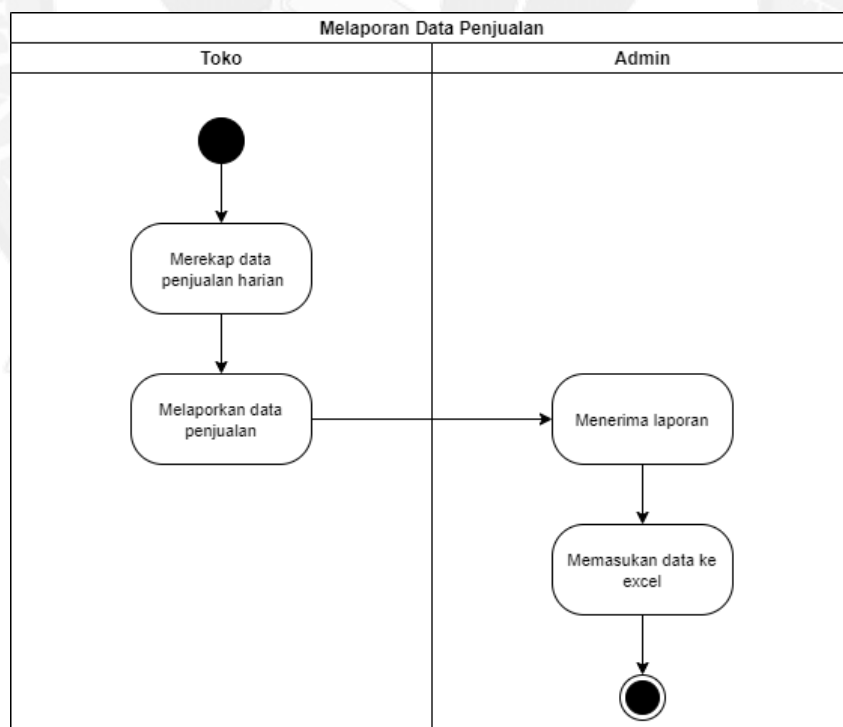 Melaporan Data Penjualan
Toko
Admin
Merekap data
penjualan harian
Melaporkan data
penjualan
Menerima laporan
Memasukan data ke
excel